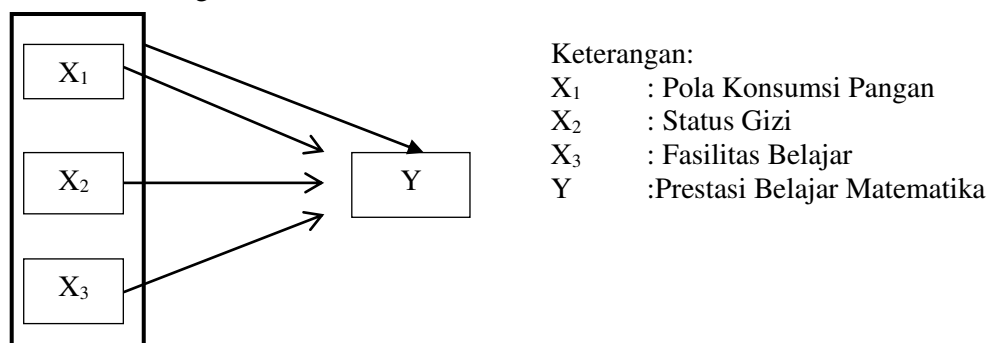 X₁
X₂
X₃
Y
Keterangan:
X₁ : Pola Konsumsi Pangan
X₂ : Status Gizi
X₃ : Fasilitas Belajar
Y :Prestasi Belajar Matematika